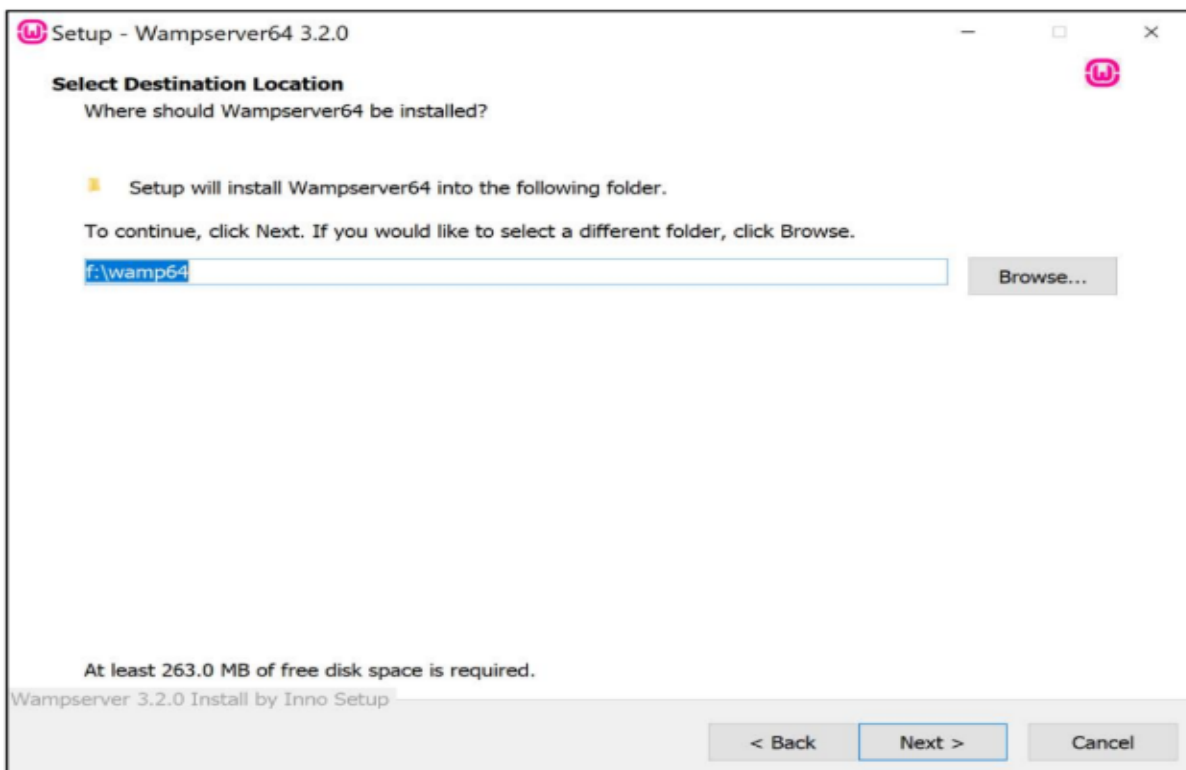 Setup - Wampserver64 3.2.0
Select Destination Location
Where should Wampserver64 be installed?
Setup will install Wampserver64 into the following folder.
To continue, click Next. If you would like to select a different folder, click Browse.
f:\wamp64
Browse...
At least 263.0 MB of free disk space is required.
Wampserver 3.2.0 Install by Inno Setup
< Back
Next >
Cancel